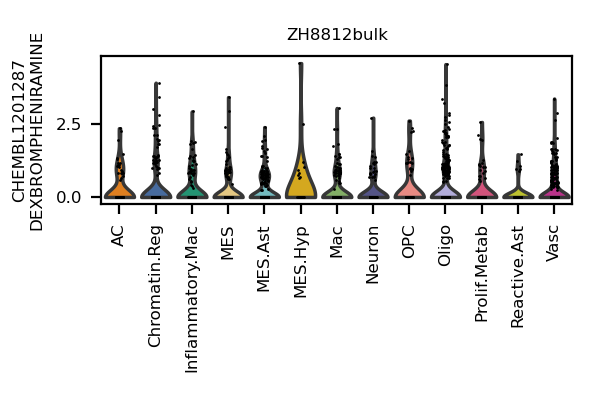 ZH8812bulk
CHEMBL1201287
DEXBROMPHENIRAMINE
2.5
0.0
AC
Chromatin.Reg
Inflammatory.Mac
MES
MES.Ast
MES.Hyp
Mac
Neuron
OPC
Oligo
Prolif.Metab
Reactive.Ast
Vasc